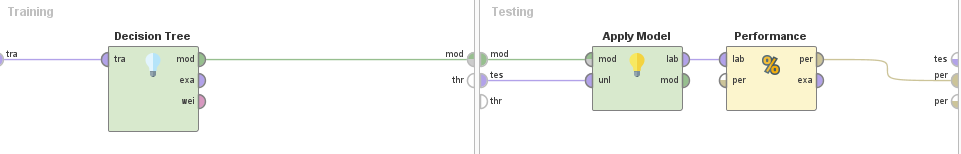 Training
Testing
Decision Tree
Apply Model
Performance
tra
tra
mod
exa
wei
mod
thr
mod
tes
thr
mod
unl
lab
mod
lab
per
%
per
exa
tes
per
per